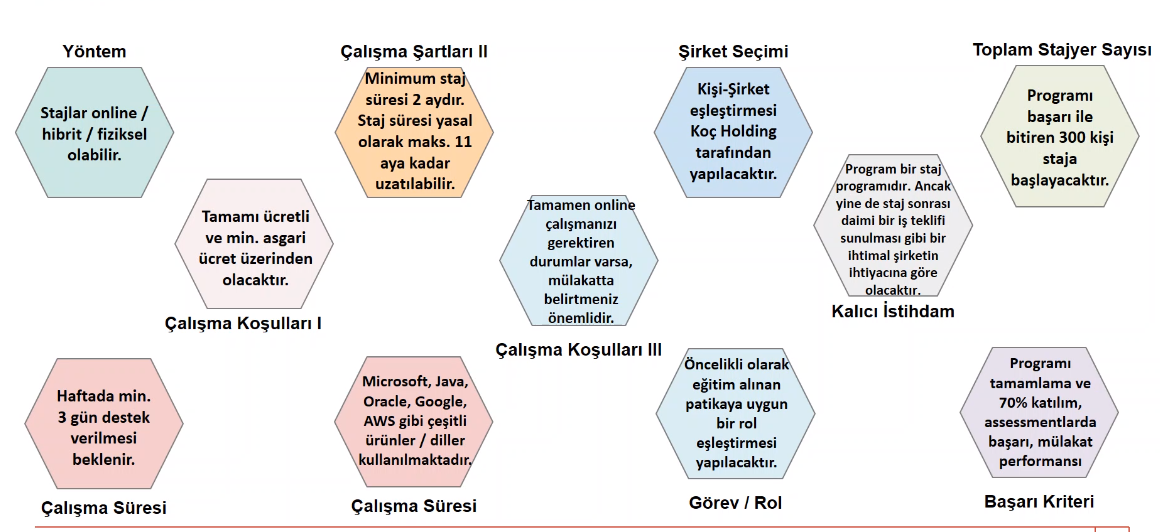 Yöntem
Stajlar online /
hibrit / fiziksel
olabilir.
Tamamı ücretli
ve min. asgari
ücret üzerinden
olacaktır.
Çalışma Koşulları I
Çalışma Şartları II
Minimum staj
süresi 2 aydır.
Staj süresi yasal
olarak maks. 11
aya kadar
uzatılabilir.
Tamamen online
çalışmanızı
gerektiren
durumlar varsa,
mülakatta
belirtmeniz
önemlidir.
Çalışma Koşulları III
Şirket Seçimi
Kişi-Şirket
eşleştirmesi
Koç Holding
tarafından
yapılacaktır.
Program bir staj
programıdır. Ancak
yine de staj sonrası
daimi bir iş teklifi
sunulması gibi bir
ihtimal şirketin
ihtiyacına göre
olacaktır.
Kalıcı İstihdam
Toplam Stajyer Sayısı
Programı
başarı ile
bitiren 300 kişi
staja
başlayacaktır.
Haftada min.
3 gün destek
verilmesi
beklenir.
Çalışma Süresi
Microsoft, Java,
Oracle, Google,
AWS gibi çeşitli
ürünler / diller
kullanılmaktadır.
Çalışma Süresi
Öncelikli olarak
eğitim alınan
patikaya uygun
bir rol
eşleştirmesi
yapılacaktır.
Görev / Rol
Programı
tamamlama ve
70% katılım,
assessmentlarda
başarı, mülakat
performansı
Başarı Kriteri